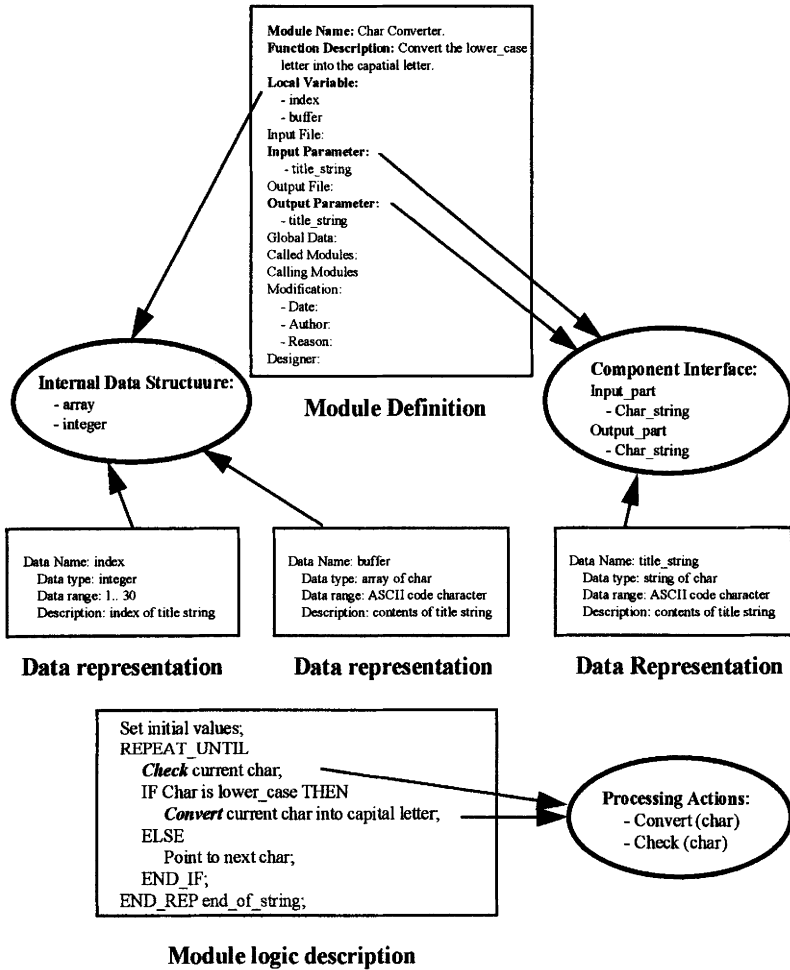 Module Name: Char Converter.
Function Description: Convert the lower_case
letter into the capatial letter.
Local Variable:
- index
- buffer
Input File:
Input Parameter:
- title_string
Output File:
Output Parameter:
- title_string
Global Data:
Called Modules:
Calling Modules
Modification:
- Date:
- Author:
- Reason:
Designer:
Module Definition
Internal Data Structuure:
- array
- integer
Component Interface:
Input_part
- Char_string
Output_part
- Char_string
Data Name: index
Data type: integer
Data range: 1.. 30
Description: index of title string
Data representation
Data Name: buffer
Data type: array of char
Data range: ASCII code character
Description: contents of title string
Data representation
Data Name: title_string
Data type: string of char
Data range: ASCII code character
Description: contents of title string
Data Representation
Set initial values;
REPEAT_UNTIL
Check current char;
IF Char is lower_case THEN
Convert current char into capital letter;
ELSE
Point to next char;
END_IF;
END_REP end_of_string;
Module logic description
Processing Actions:
- Convert (char)
- Check (char)